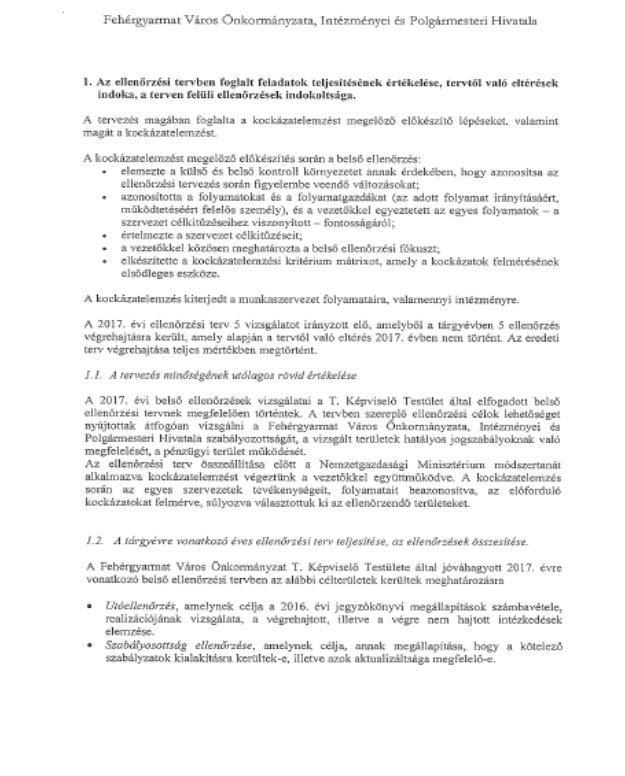 Fehérgyarmat Város Önkormányzata, Intézményei és Polgármesteri Hivatala
1. Az ellenőrzési tervben foglalt feladatok teljesítésének értékelése, tervtől való eltérések
indoka, a terven felüli ellenőrzések indokoltsága.
A tervezés magában foglalta a kockázatelemzést megelőző előkészítő lépéseket, valamint
magát a kockázatelemzést.
A kockázatelemzést megelőző előkészítés során a belső ellenőrzés:
• elemezte a külső és belső kontroll környezetet annak érdekében, hogy azonosítsa az
ellenőrzési tervezés során figyelembe veendő változásokat;
• azonosította a folyamatokat és a folyamatgazdákat (az adott folyamat irányításáért,
működtetéséért felelős személy), és a vezetőkkel egyeztetett az egyes folyamatok – a
szervezet célkitűzéseihez viszonyított – fontosságáról;
• értelmezte a szervezet célkitűzéseit;
• a vezetőkkel közösen meghatározta a belső ellenőrzési fókuszt;
• elkészítette a kockázatelemzési kritérium mátrixot, amely a kockázatok felmérésének
elsődleges eszköze.
A kockázatelemzés kiterjedt a munkaszervezet folyamataira, valamennyi intézményre.
A 2017. évi ellenőrzési terv 5 vizsgálatot irányzott elő, amelyből a tárgyévben 5 ellenőrzés
végrehajtásra került, amely alapján a tervtől való eltérés 2017. évben nem történt. Az eredeti
terv végrehajtása teljes mértékben megtörtént.
1.1. A tervezés minőségének utólagos rövid értékelése
A 2017. évi belső ellenőrzések vizsgálatai a T. Képviselő Testület által elfogadott belső
ellenőrzési tervnek megfelelően történtek. A tervben szereplő ellenőrzési célok lehetőséget
nyújtottak átfogóan vizsgálni a Fehérgyarmat Város Önkormányzata, Intézményei és
Polgármesteri Hivatala szabályozottságát, a vizsgált területek hatályos jogszabályoknak való
megfelelését, a pénzügyi terület működését.
Az ellenőrzési terv összeállítása előtt a Nemzetgazdasági Minisztérium módszertanát
alkalmazva kockázatelemzést végeztünk a vezetőkkel együttműködve. A kockázatelemzés
során az egyes szervezetek tevékenységeit, folyamatait beazonosítva, az előforduló
kockázatokat felmérve, súlyozva választottuk ki az ellenőrzendő területeket.
1.2. A tárgyévre vonatkozó éves ellenőrzési terv teljesítése, az ellenőrzések összesítése.
A Fehérgyarmat Város Önkormányzat T. Képviselő Testülete által jóváhagyott 2017. évre
vonatkozó belső ellenőrzési tervben az alábbi célterületek kerültek meghatározásra
• Utóellenőrzés, amelynek célja a 2016. évi jegyzőkönyvi megállapítások számbavétele,
realizációjának vizsgálata, a végrehajtott, illetve a végre nem hajtott intézkedések
elemzése.
• Szabályozottság ellenőrzése, amelynek célja, annak megállapítása, hogy a kötelező
szabályzatok kialakításra kerültek-e, illetve azok aktualizáltsága megfelelő-e.